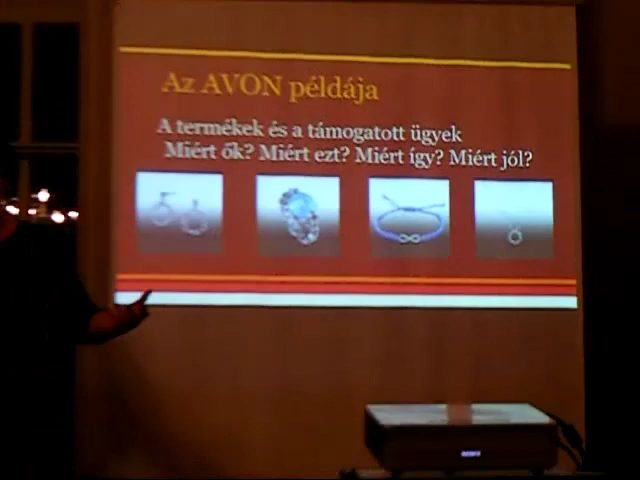 Az AVON példája
A termékek és a támogatott ügyek
Miért ők? Miért ezt? Miért így? Miért jól?